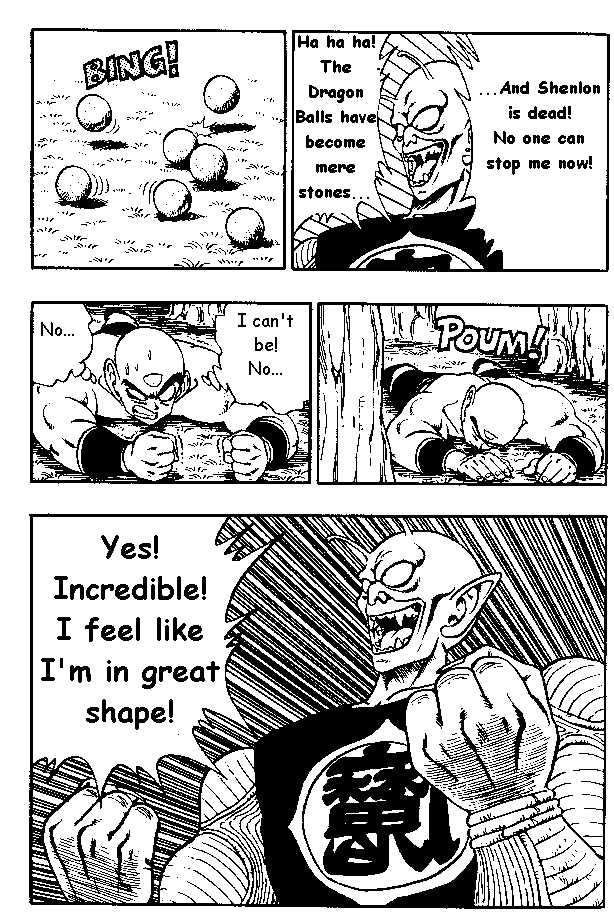 BING!
Ha ha ha!
The
Dragon
Balls have
become
mere
stones...
...And Shenlon
is dead!
No one can
stop me now!
No...
I can't
be!
No...
POUM!
Yes!
Incredible!
I feel like
I'm in great
shape!